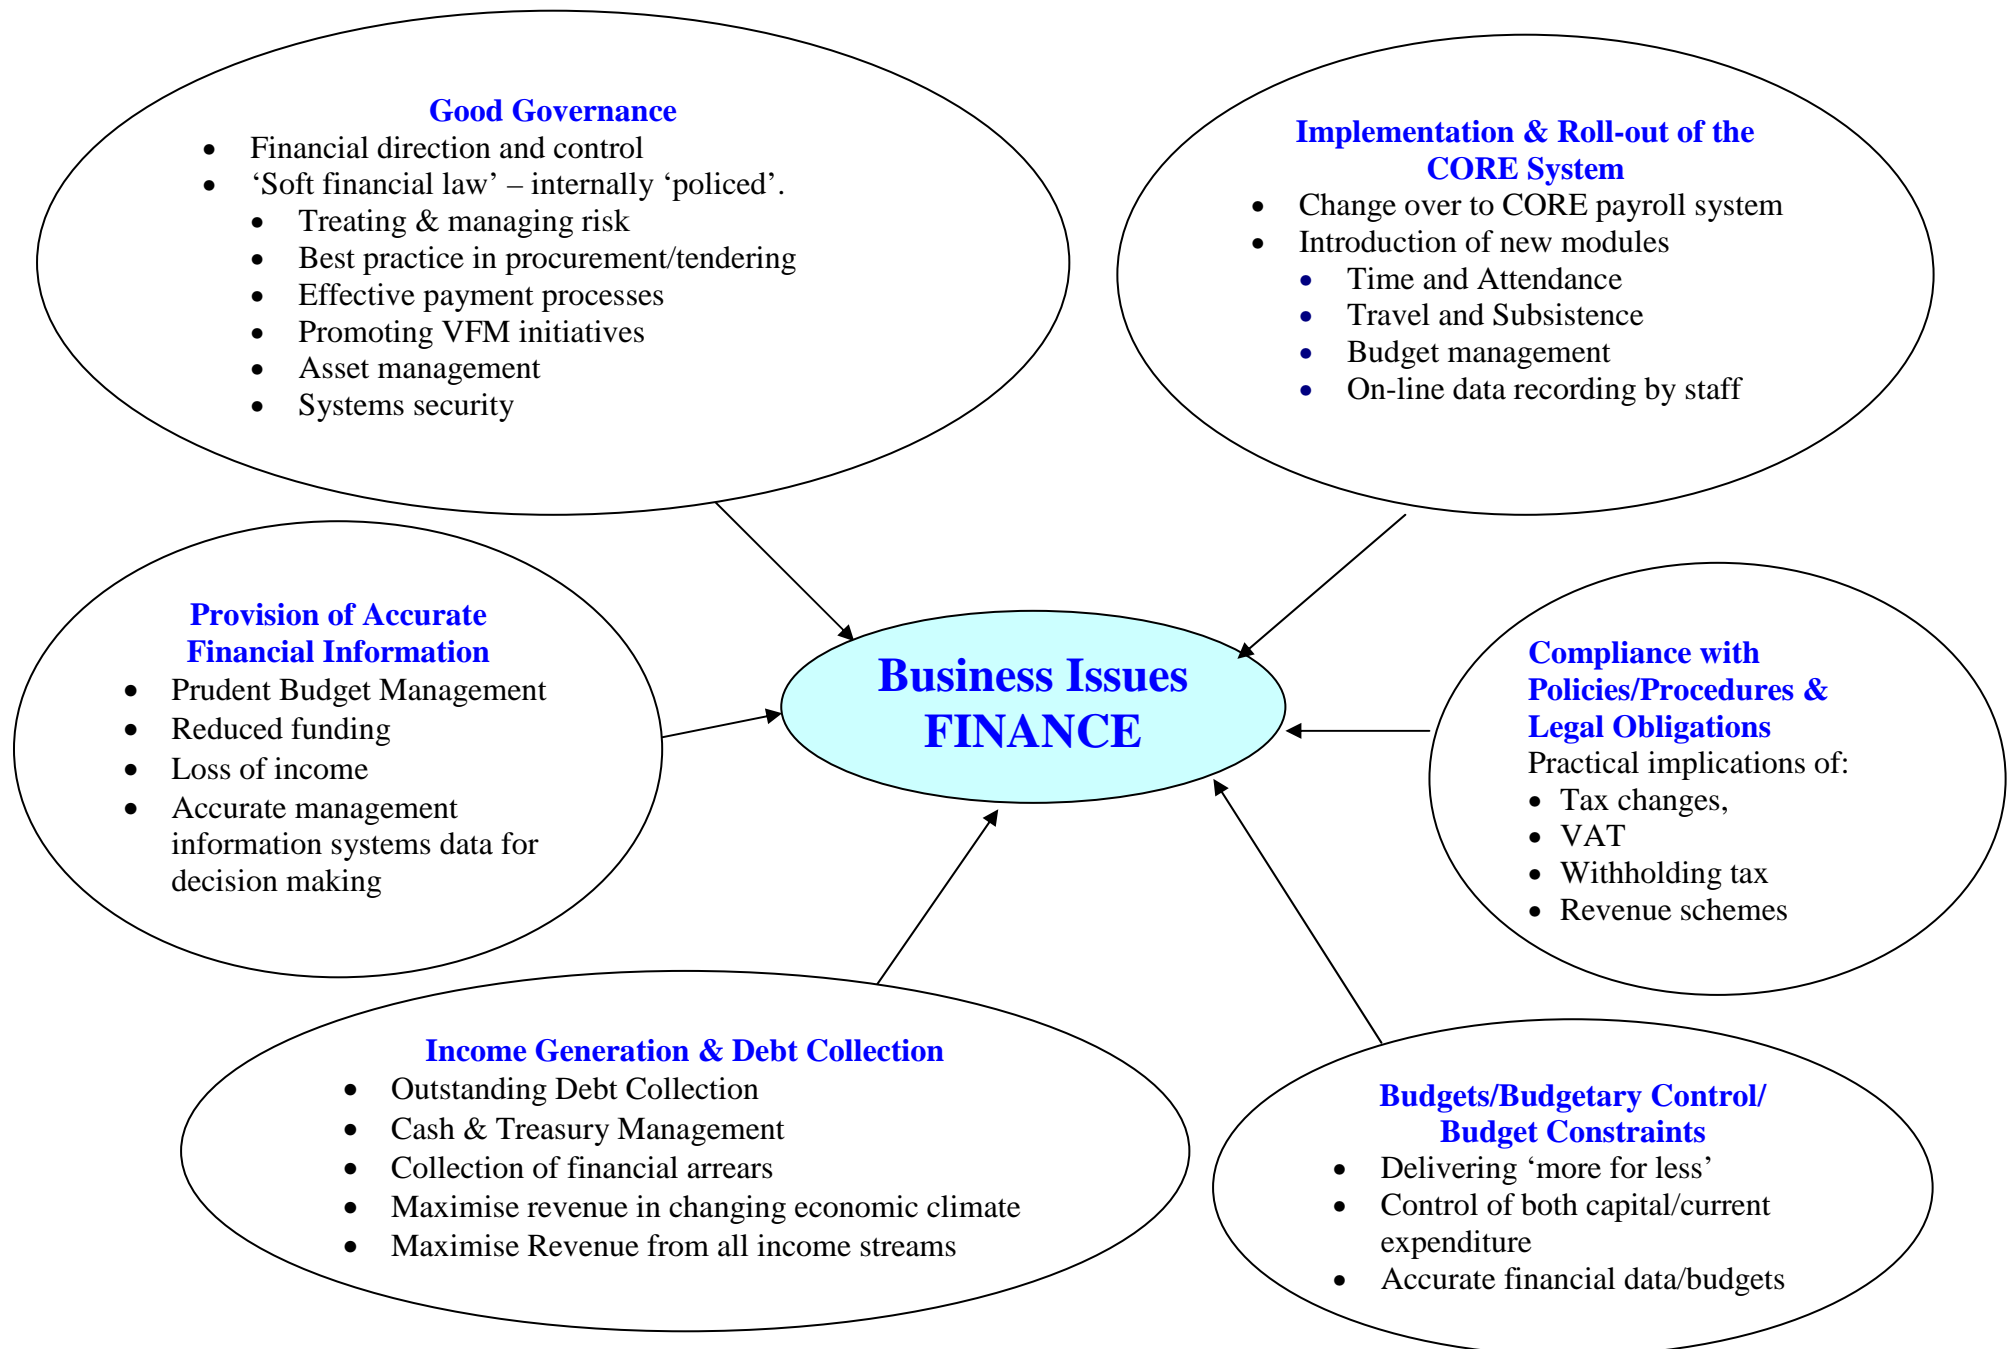 Good Governance
• Financial direction and control
• ‘Soft financial law’ – internally ‘policed’.
• Treating & managing risk
• Best practice in procurement/tendering
• Effective payment processes
• Promoting VFM initiatives
• Asset management
• Systems security
Implementation & Roll-out of the
CORE System
• Change over to CORE payroll system
• Introduction of new modules
• Time and Attendance
• Travel and Subsistence
• Budget management
• On-line data recording by staff
Provision of Accurate
Financial Information
• Prudent Budget Management
• Reduced funding
• Loss of income
• Accurate management
information systems data for
decision making
Business Issues
FINANCE
Compliance with
Policies/Procedures &
Legal Obligations
Practical implications of:
• Tax changes,
• VAT
• Withholding tax
• Revenue schemes
Income Generation & Debt Collection
• Outstanding Debt Collection
• Cash & Treasury Management
• Collection of financial arrears
• Maximise revenue in changing economic climate
• Maximise Revenue from all income streams
Budgets/Budgetary Control/
Budget Constraints
• Delivering ‘more for less’
• Control of both capital/current
expenditure
• Accurate financial data/budgets